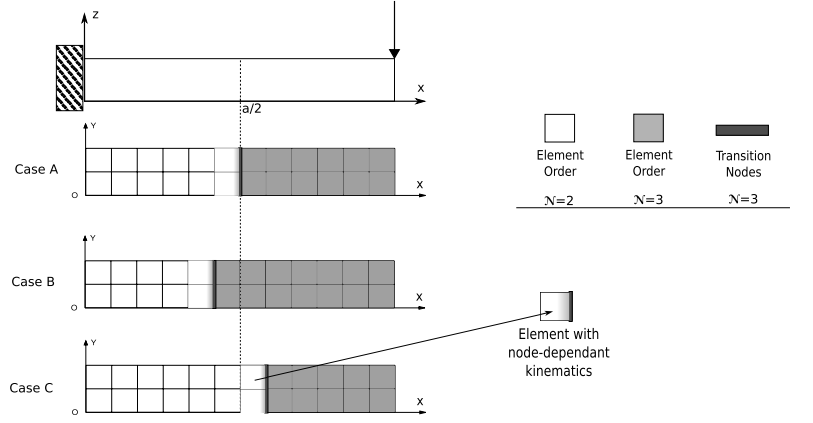 Z
X
a/2
Y
Case A
X
O
Y
Case B
X
O
Y
Case C
X
O
Element
Order
𝒩=2
Element
Order
𝒩=3
Transition
Nodes
𝒩=3
Element with
node-dependant
kinematics